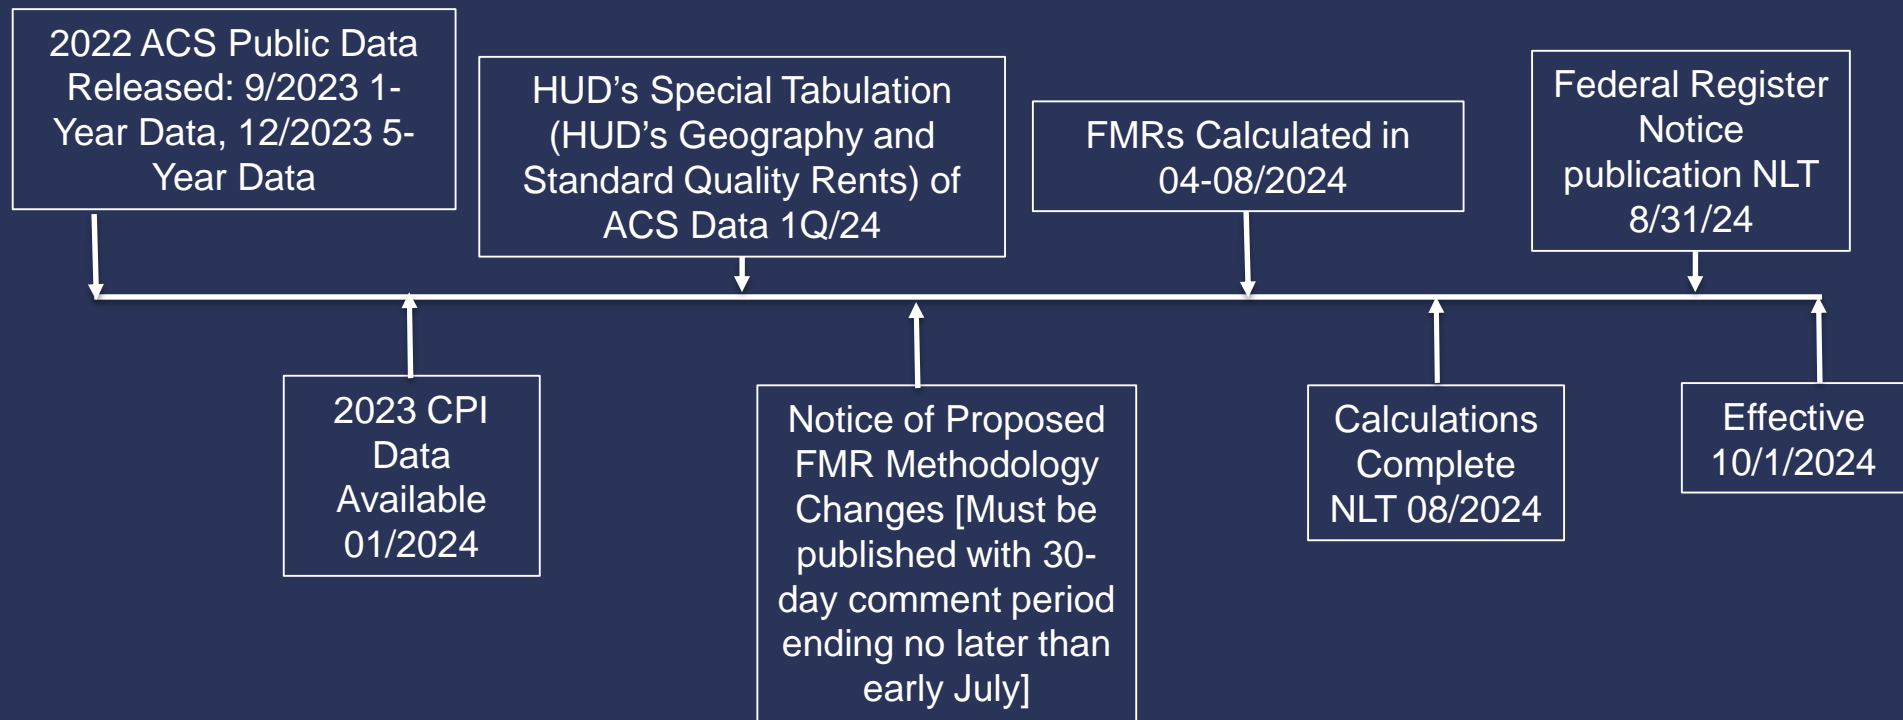 2022 ACS Public Data
Released: 9/2023 1-
Year Data, 12/2023 5-
Year Data
HUD’s Special Tabulation
(HUD’s Geography and
Standard Quality Rents) of
ACS Data 1Q/24
FMRs Calculated in
04-08/2024
Federal Register
Notice
publication NLT
8/31/24
2023 CPI
Data
Available
01/2024
Notice of Proposed
FMR Methodology
Changes [Must be
published with 30-
day comment period
ending no later than
early July]
Calculations
Complete
NLT 08/2024
Effective
10/1/2024